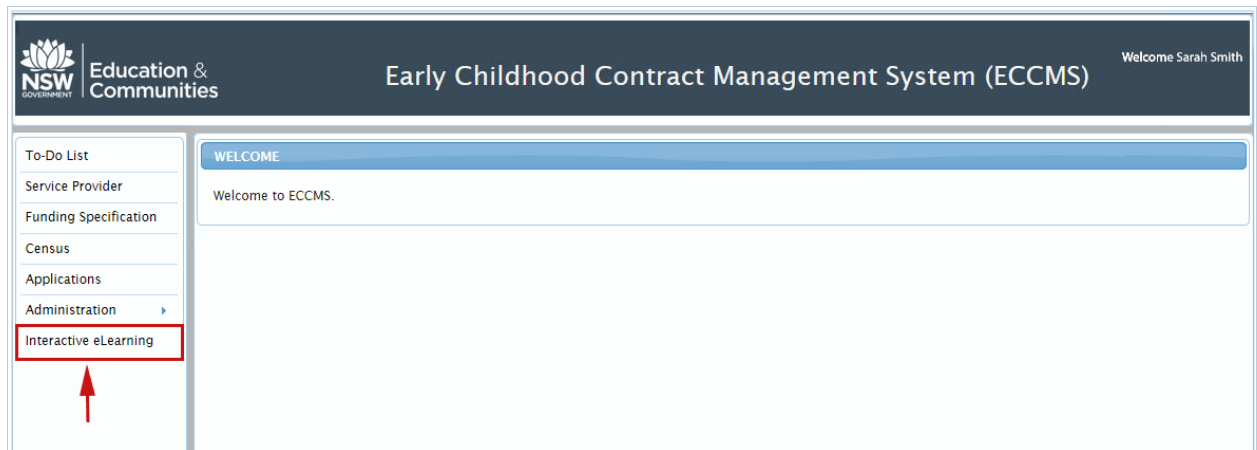 NSW
GOVERNMENT
Education &
Communities
Early Childhood Contract Management System (ECCMS)
Welcome Sarah Smith
To-Do List
Service Provider
Funding Specification
Census
Applications
Administration
Interactive eLearning
WELCOME
Welcome to ECCMS.